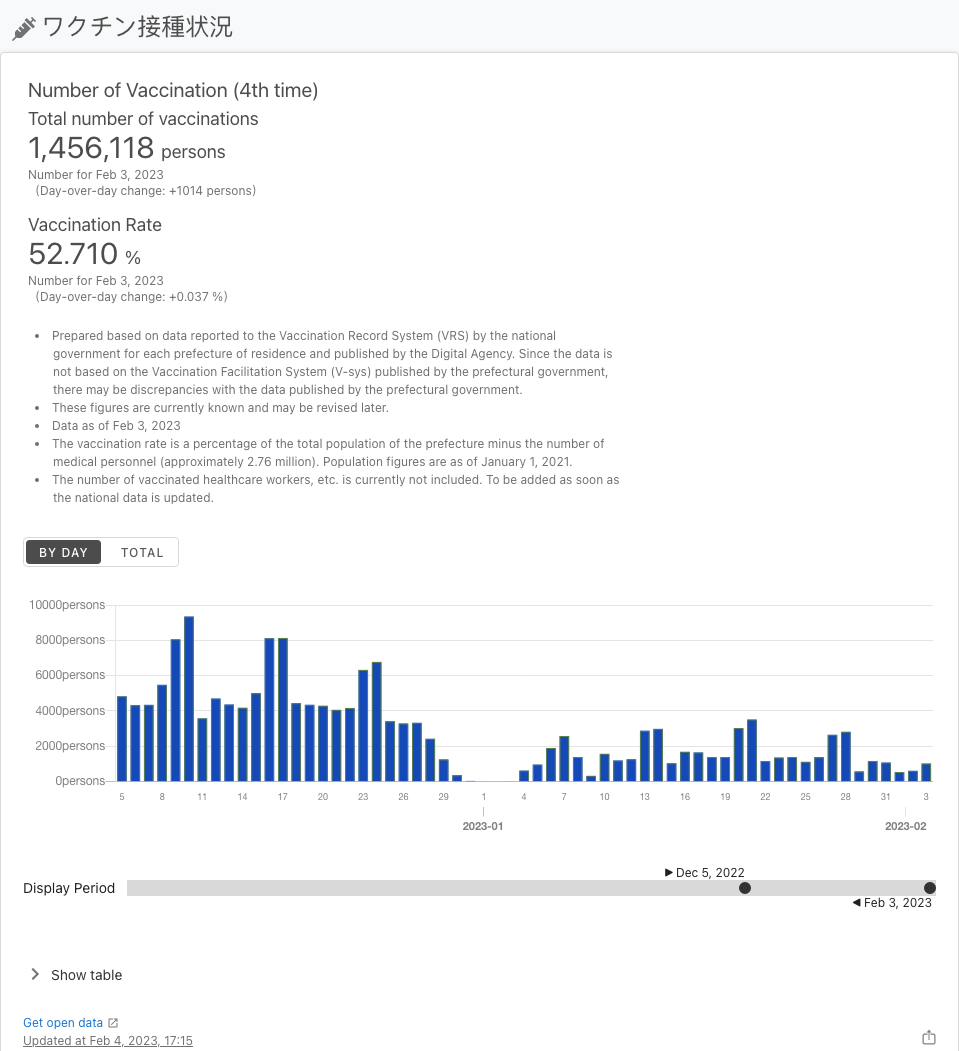 ワクチン接種状況
Number of Vaccination (4th time)
Total number of vaccinations
1,456,118 persons
Number for Feb 3, 2023
(Day-over-day change: +1014 persons)
Vaccination Rate
52.710 %
Number for Feb 3, 2023
(Day-over-day change: +0.037 %)
• Prepared based on data reported to the Vaccination Record System (VRS) by the national
government for each prefecture of residence and published by the Digital Agency. Since the data is
not based on the Vaccination Facilitation System (V-sys) published by the prefectural government,
there may be discrepancies with the data published by the prefectural government.
• These figures are currently known and may be revised later.
• Data as of Feb 3, 2023
• The vaccination rate is a percentage of the total population of the prefecture minus the number of
medical personnel (approximately 2.76 million). Population figures are as of January 1, 2021.
• The number of vaccinated healthcare workers, etc. is currently not included. To be added as soon as
the national data is updated.
BY DAY TOTAL
10000persons
8000persons
6000persons
4000persons
2000persons
0persons
5 8 11 14 17 20 23 26 29 1 4 7 10 13 16 19 22 25 28 31 3
2023-01 2023-02
Dec 5, 2022
Display Period
Feb 3, 2023
Show table
Get open data
Updated at Feb 4, 2023, 17:15